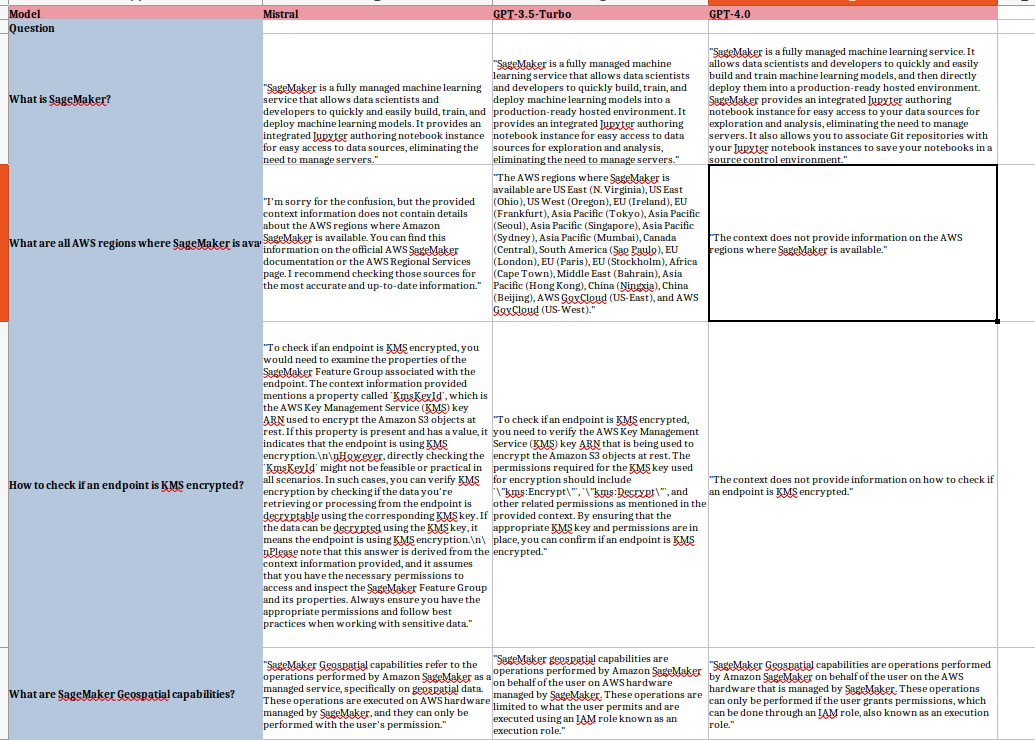 Model
Mistral
GPT-3.5-Turbo
GPT-4.0
Question
What is SageMaker?
"SageMaker is a fully managed machine learning
service that allows data scientists and
developers to quickly and easily build, train, and
deploy machine learning models. It provides an
integrated Jupyter authoring notebook instance
for easy access to data sources, eliminating the
need to manage servers."
"SageMaker is a fully managed machine
learning service that allows data scientists
and developers to quickly build, train, and
deploy machine learning models into a
production-ready hosted environment. It
provides an integrated Jupyter authoring
notebook instance for easy access to data
sources for exploration and analysis,
eliminating the need to manage servers."
"SageMaker is a fully managed machine learning service. It
allows data scientists and developers to quickly and easily
build and train machine learning models, and then directly
deploy them into a production-ready hosted environment.
SageMaker provides an integrated Jupyter authoring
notebook instance for easy access to your data sources for
exploration and analysis, eliminating the need to manage
servers. It also allows you to associate Git repositories with
your Jupyter notebook instances to save your notebooks in a
source control environment."
What are all AWS regions where SageMaker is ava
"I'm sorry for the confusion, but the provided
context information does not contain details
about the AWS regions where Amazon
SageMaker is available. You can find this
information on the official AWS SageMaker
documentation or the AWS Regional Services
page. I recommend checking those sources for
the most accurate and up-to-date information."
"The AWS regions where SageMaker is
available are US East (N. Virginia), US East
(Ohio), US West (Oregon), EU (Ireland), EU
(Frankfurt), Asia Pacific (Tokyo), Asia Pacific
(Seoul), Asia Pacific (Singapore), Asia Pacific
(Sydney), Asia Pacific (Mumbai), Canada
(Central), South America (Sao Paulo), EU
(London), EU (Paris), EU (Stockholm), Africa
(Cape Town), Middle East (Bahrain), Asia
Pacific (Hong Kong), China (Ningxia), China
(Beijing), AWS GovCloud (US-East), and AWS
GovCloud (US-West)."
"The context does not provide information on the AWS
regions where SageMaker is available."
How to check if an endpoint is KMS encrypted?
"To check if an endpoint is KMS encrypted, you
would need to examine the properties of the
SageMaker Feature Group associated with the
endpoint. The context information provided
mentions a property called `KmsKeyId`, which is
the AWS Key Management Service (KMS) key
ARN used to encrypt the Amazon S3 objects at
rest. If this property is present and has a value, it
indicates that the endpoint is using KMS
encryption.\n\nHowever, directly checking the
`KmsKeyId` might not be feasible or practical in
all scenarios. In such cases, you can verify KMS
encryption by checking if the data you're
retrieving or processing from the endpoint is
decryptable using the corresponding KMS key. If
the data can be decrypted using the KMS key, it
means the endpoint is using KMS encryption.\n\
nPlease note that this answer is derived from the
context information provided, and it assumes
that you have the necessary permissions to
access and inspect the SageMaker Feature Group
and its properties. Always ensure you have the
appropriate permissions and follow best
practices when working with sensitive data."
"To check if an endpoint is KMS encrypted,
you need to verify the AWS Key Management
Service (KMS) key ARN that is being used to
encrypt the Amazon S3 objects at rest. The
permissions required for the KMS key used
for encryption should include
`\"kms:Encrypt\"`, `\"kms:Decrypt\"`, and
other related permissions as mentioned in the
provided context. By ensuring that the
appropriate KMS key and permissions are in
place, you can confirm if an endpoint is KMS
encrypted."
"The context does not provide information on how to check if
an endpoint is KMS encrypted."
What are SageMaker Geospatial capabilities?
"SageMaker Geospatial capabilities refer to the
operations performed by Amazon SageMaker as a
managed service, specifically on geospatial data.
These operations are executed on AWS hardware
managed by SageMaker, and they can only be
performed with the user's permission."
"SageMaker geospatial capabilities are
operations performed by Amazon SageMaker
on behalf of the user on AWS hardware
managed by SageMaker. These operations are
limited to what the user permits and are
executed using an IAM role known as an
execution role."
"SageMaker Geospatial capabilities are operations performed
by Amazon SageMaker on behalf of the user on the AWS
hardware that is managed by SageMaker. These operations
can only be performed if the user grants permissions, which
can be done through an IAM role, also known as an execution
role."